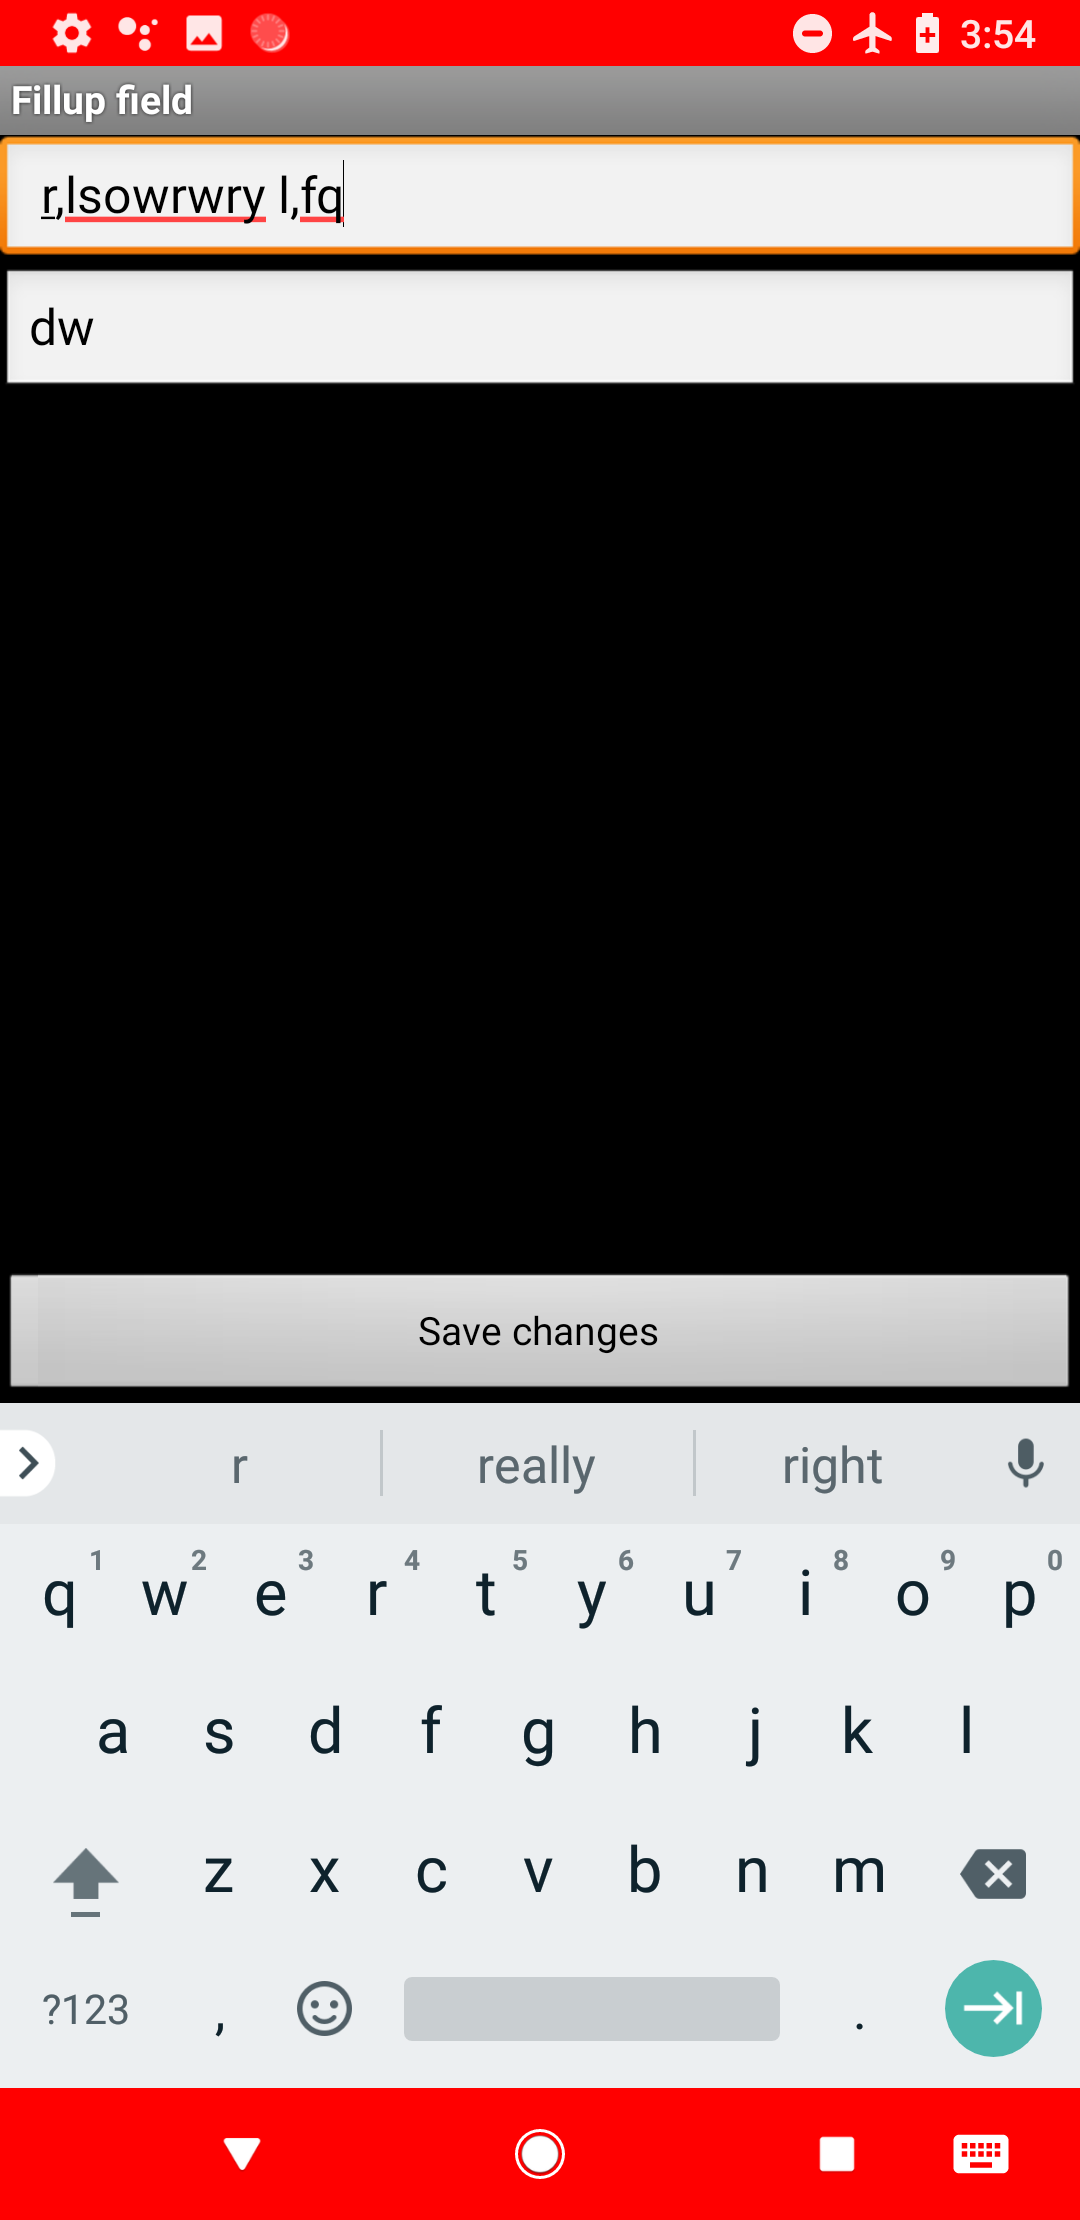 3:54
Fillup field
r,lsowrwry l,fq
dw
Save changes
r really right
1 2 3 4 5 6 7 8 9 0
q w e r t y u i o p
a s d f g h j k l
z x c v b n m
?123 , .